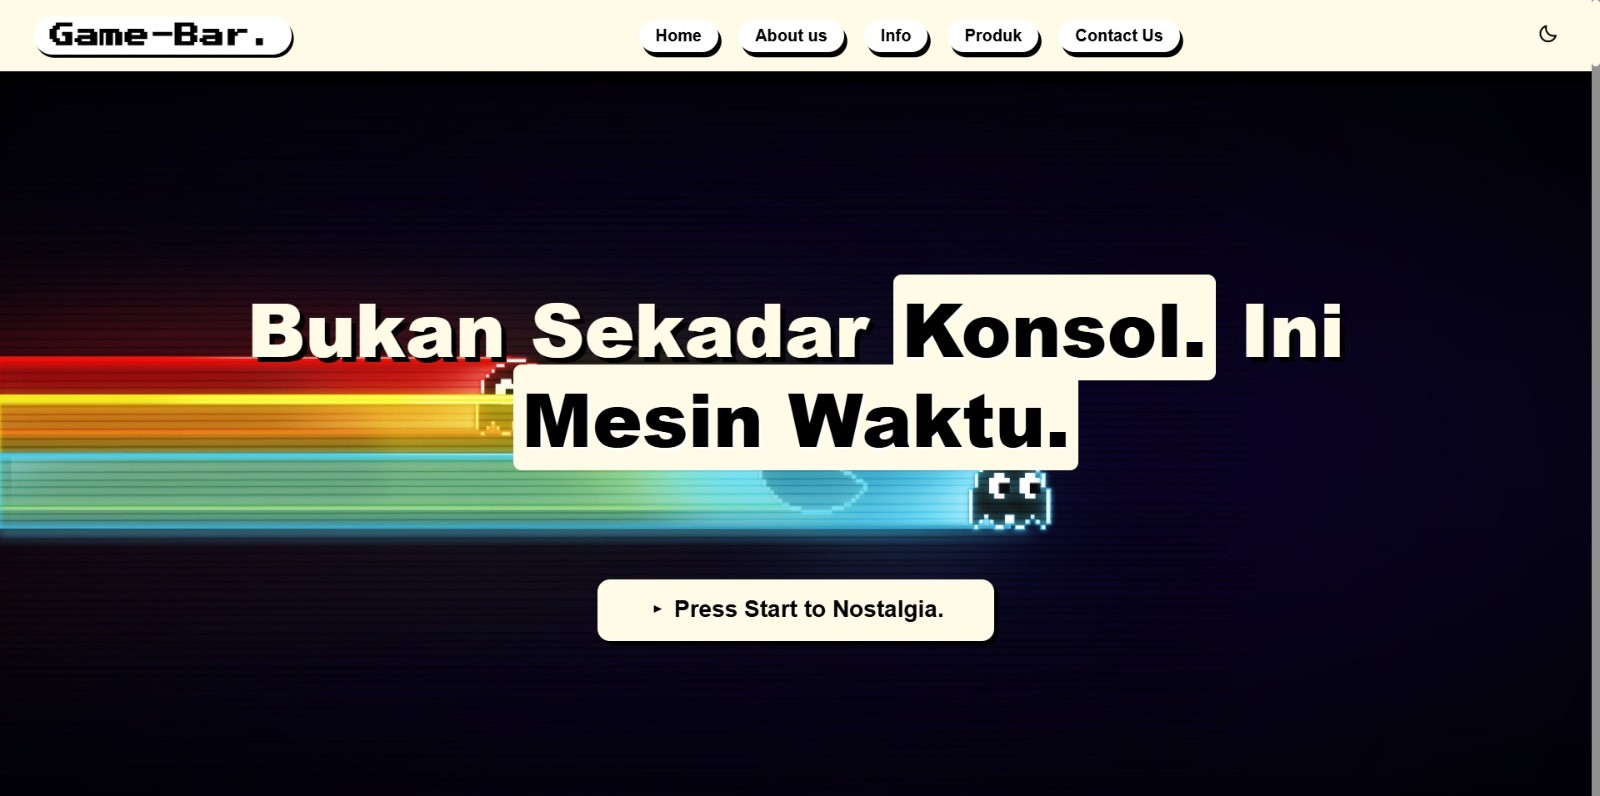 Game-Bar.
Home
About us
Info
Produk
Contact Us
Bukan Sekadar Konsol. Ini
Mesin Waktu.
‣ Press Start to Nostalgia.